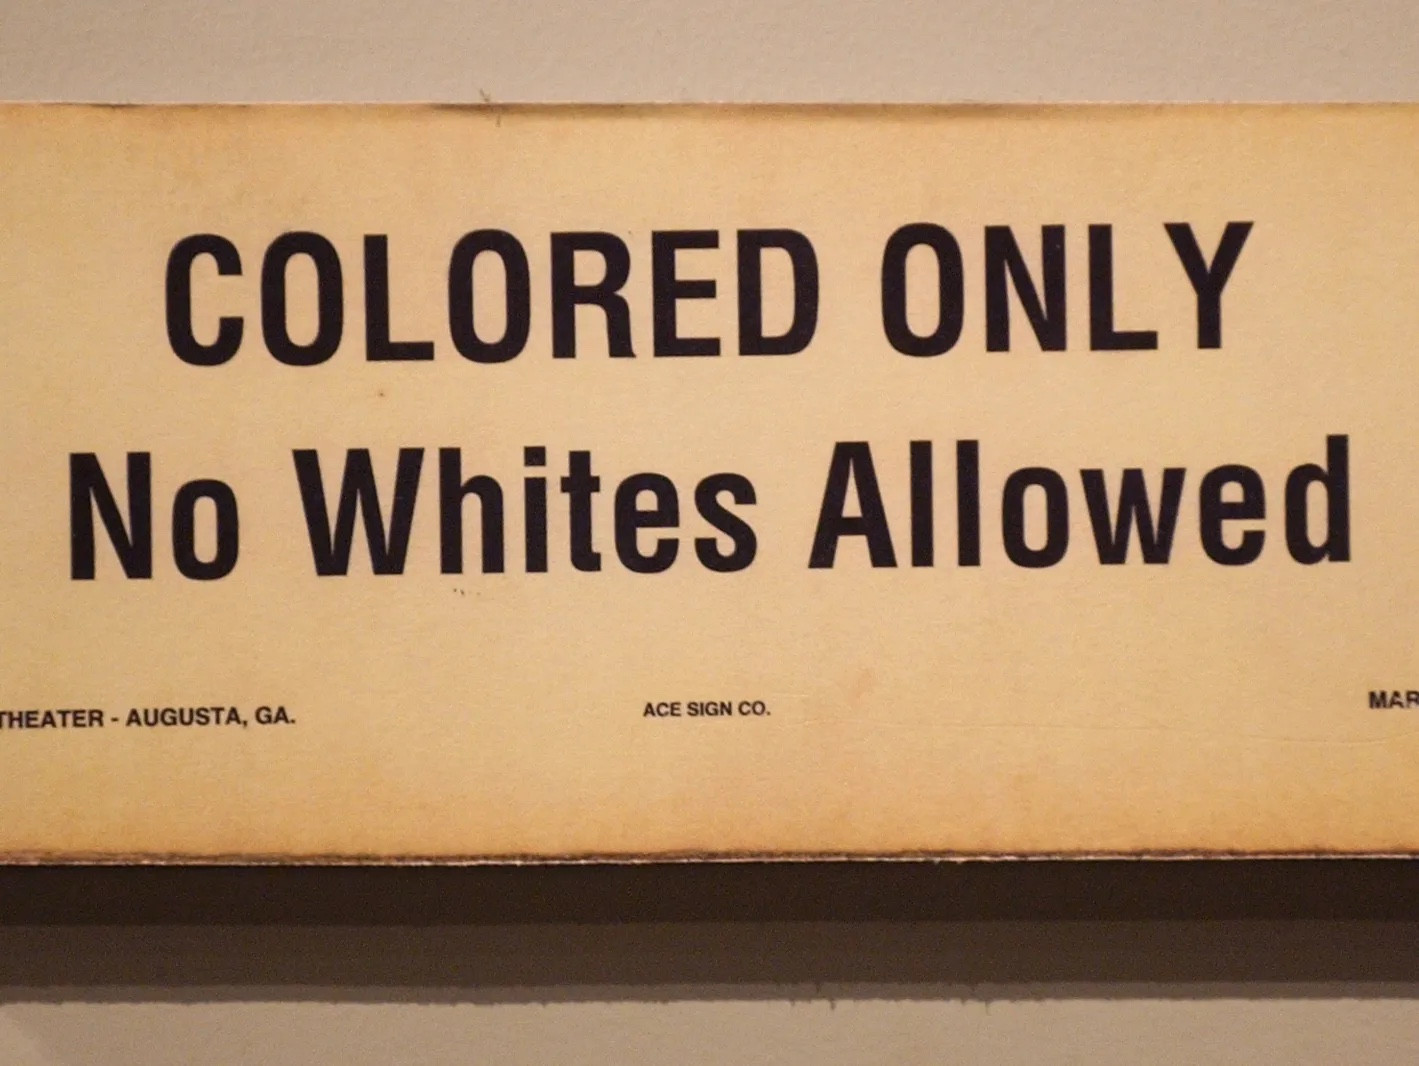 COLORED ONLY
No Whites Allowed
THEATER - AUGUSTA, GA. ACE SIGN CO.